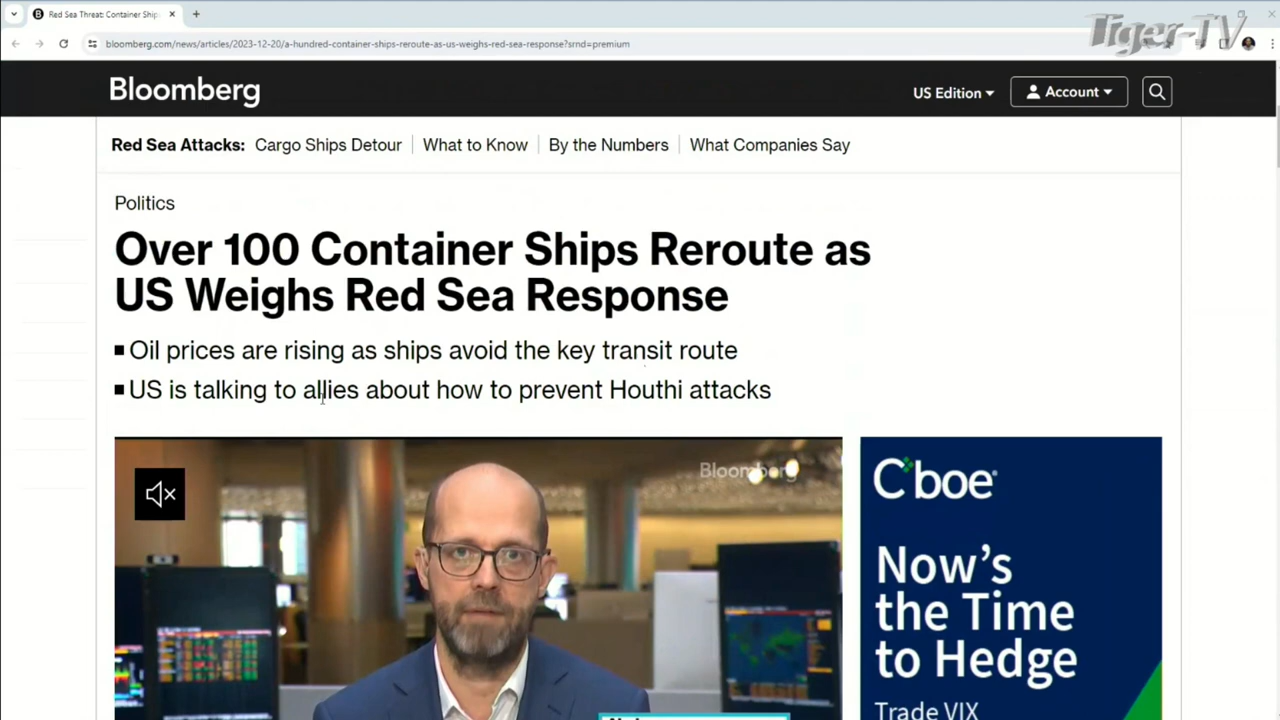 Red Sea Threat: Container Ship
Tiger-TV
bloomberg.com/news/articles/2023-12-20/a-hundred-container-ships-reroute-as-us-weighs-red-sea-response?srnd=premium
Bloomberg
US Edition
Account
Red Sea Attacks: Cargo Ships Detour What to Know By the Numbers What Companies Say
Politics
Over 100 Container Ships Reroute as
US Weighs Red Sea Response
Oil prices are rising as ships avoid the key transit route
US is talking to allies about how to prevent Houthi attacks
Bloomberg
Cboe
Now's
the Time
to Hedge
Trade VIX